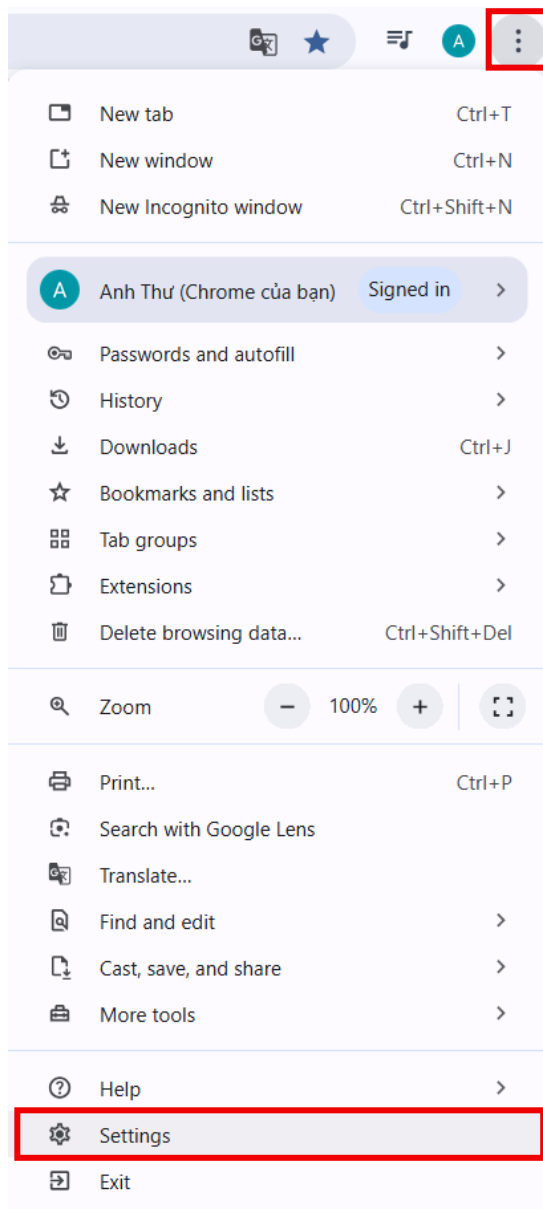 A
New tab Ctrl+T
New window Ctrl+N
New Incognito window Ctrl+Shift+N
A Anh Thư (Chrome của bạn) Signed in
Passwords and autofill
History
Downloads Ctrl+J
Bookmarks and lists
Tab groups
Extensions
Delete browsing data... Ctrl+Shift+Del
Zoom − 100% +
Print... Ctrl+P
Search with Google Lens
Translate...
Find and edit
Cast, save, and share
More tools
Help
Settings
Exit